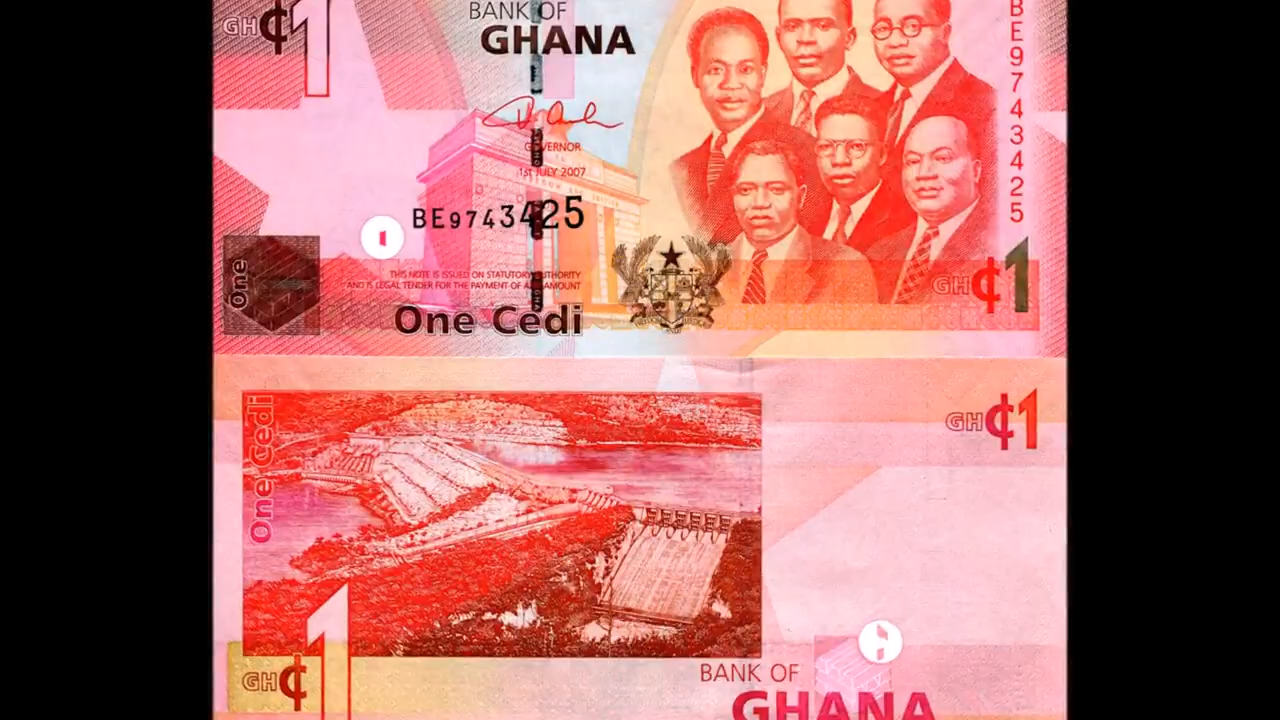 GH₵1
BANK OF
GHANA
BE9743425
GOVERNOR
1st JULY 2007
BE9743425
THIS NOTE IS ISSUED ON STATUTORY AUTHORITY
AND IS LEGAL TENDER FOR THE PAYMENT OF AMOUNT
One
One Cedi
GH₵1
One Cedi
GH₵1
GH₵1
BANK OF
GHANA